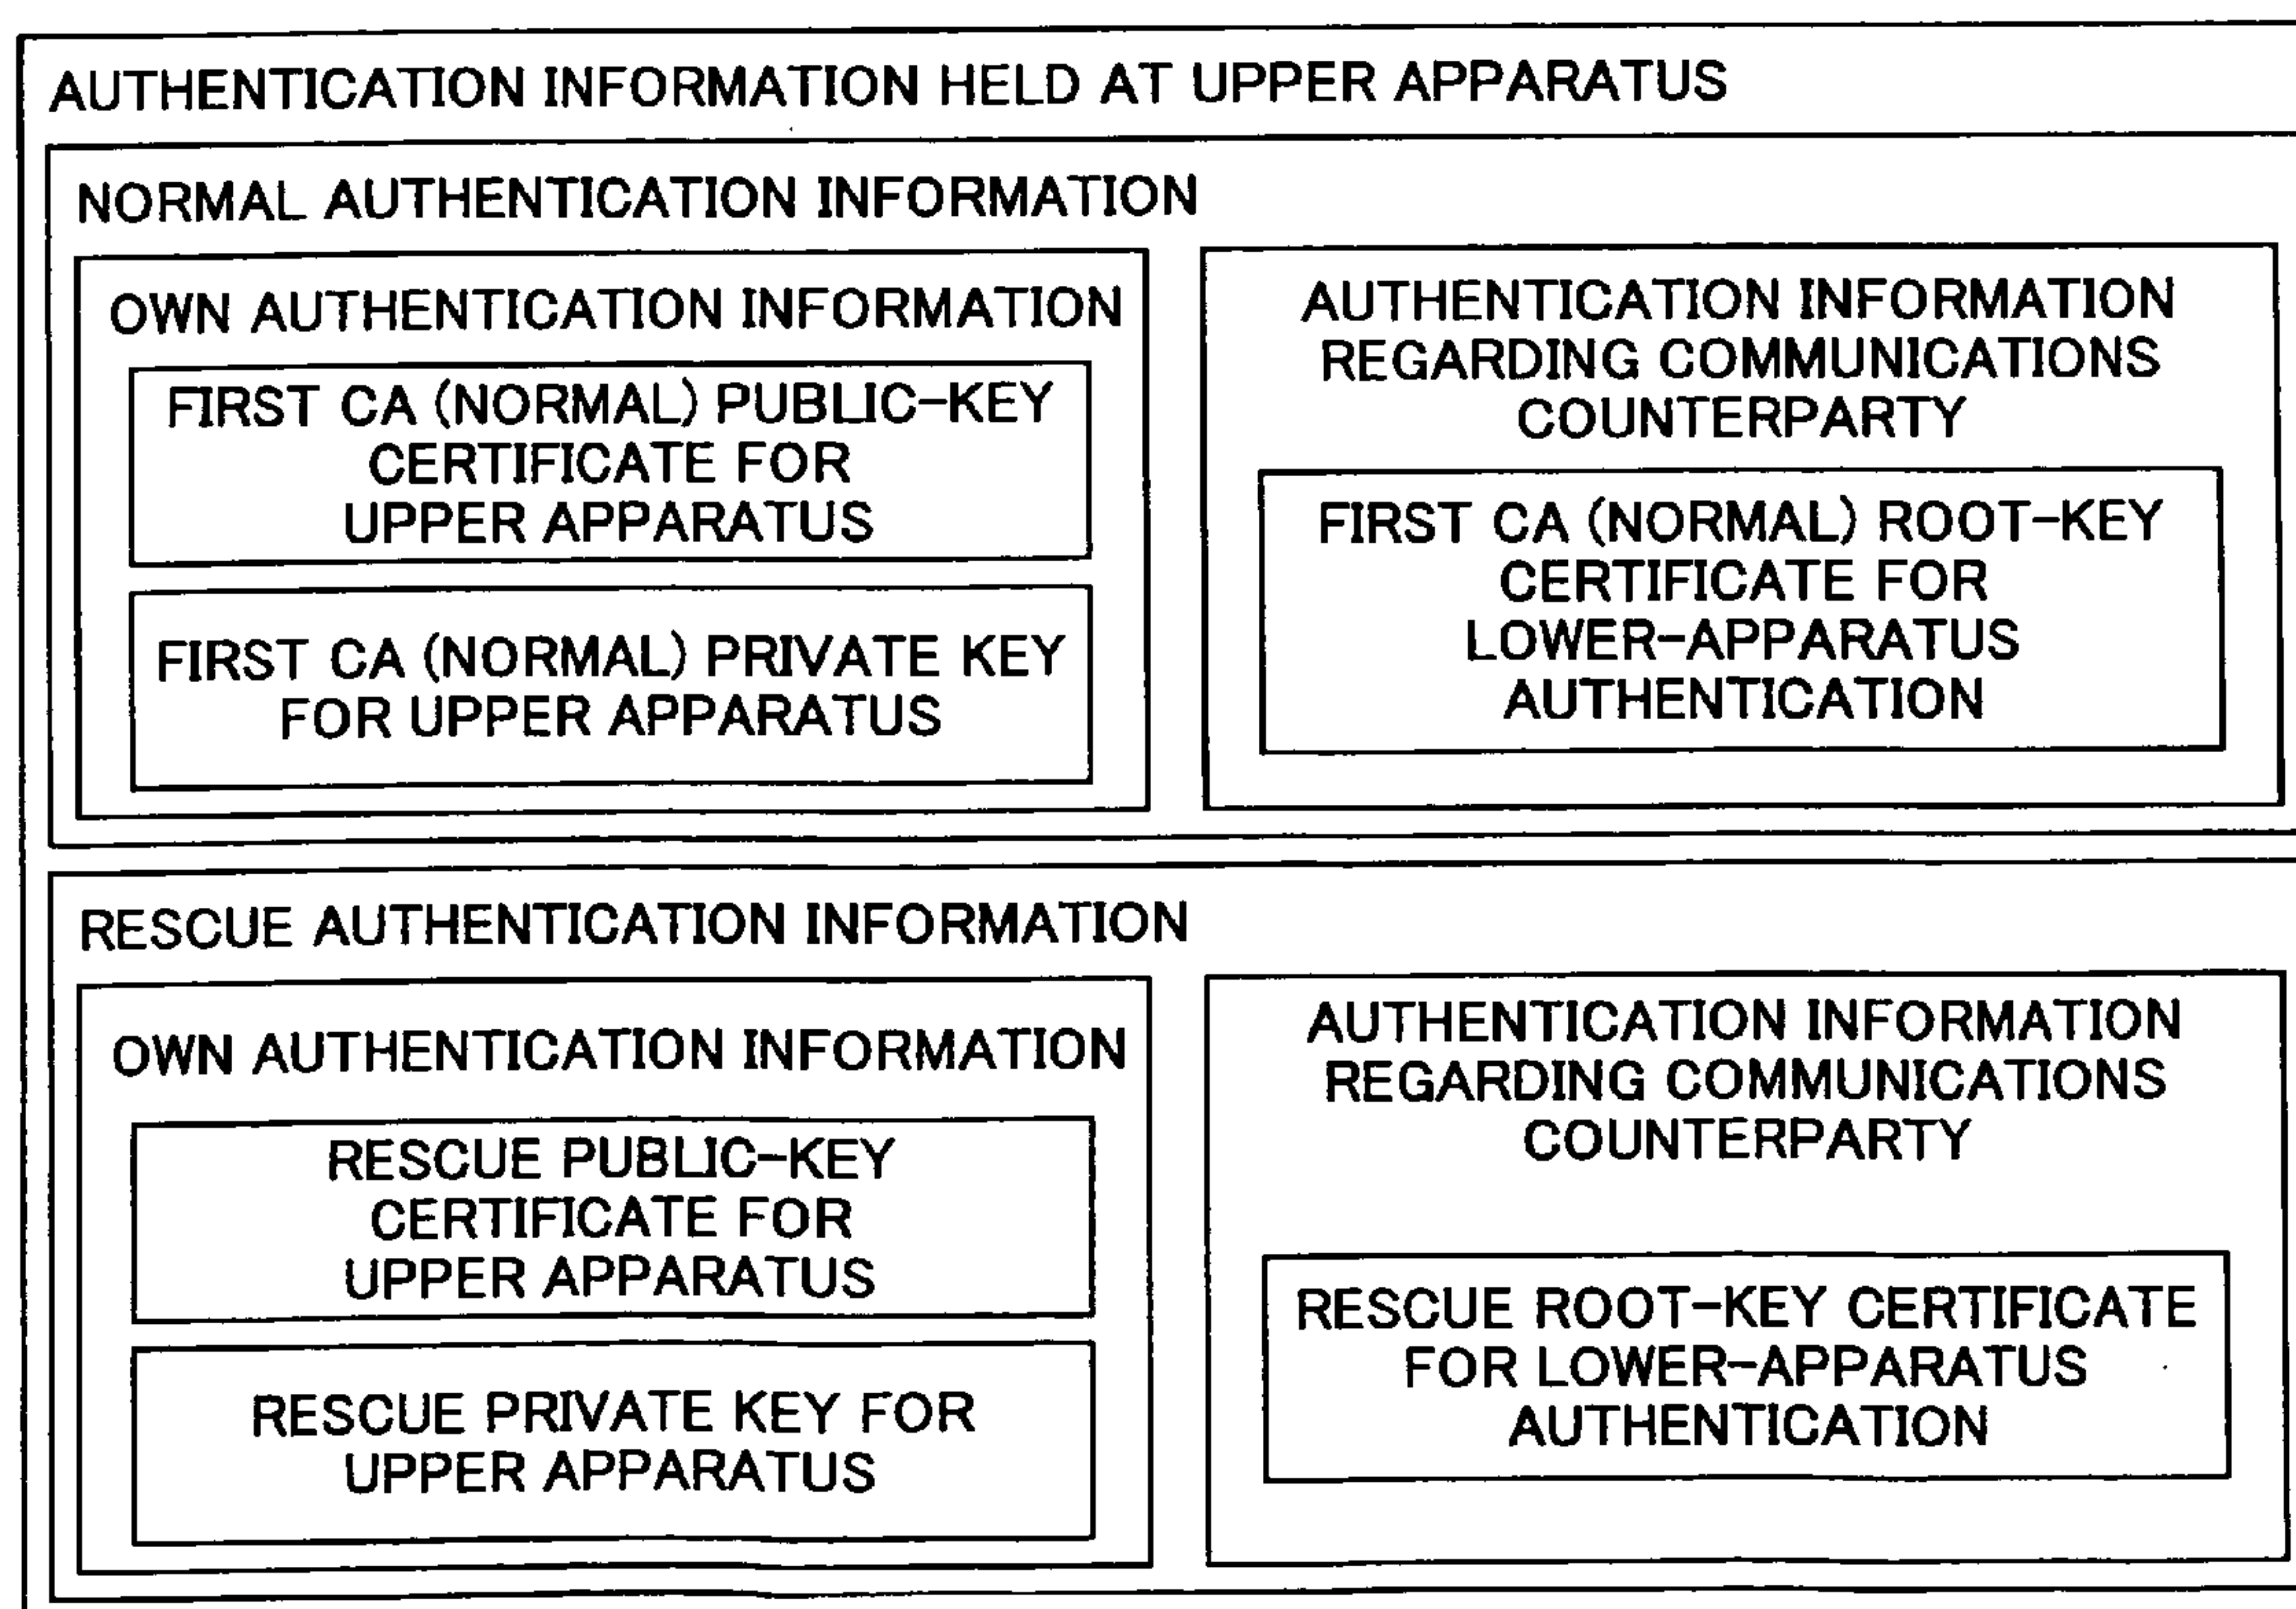 AUTHENTICATION INFORMATION HELD AT UPPER APPARATUS
NORMAL AUTHENTICATION INFORMATION
OWN AUTHENTICATION INFORMATION
FIRST CA (NORMAL) PUBLIC-KEY
CERTIFICATE FOR
UPPER APPARATUS
FIRST CA (NORMAL) PRIVATE KEY
FOR UPPER APPARATUS
AUTHENTICATION INFORMATION
REGARDING COMMUNICATIONS
COUNTERPARTY
FIRST CA (NORMAL) ROOT-KEY
CERTIFICATE FOR
LOWER-APPARATUS
AUTHENTICATION
RESCUE AUTHENTICATION INFORMATION
OWN AUTHENTICATION INFORMATION
RESCUE PUBLIC-KEY
CERTIFICATE FOR
UPPER APPARATUS
RESCUE PRIVATE KEY FOR
UPPER APPARATUS
AUTHENTICATION INFORMATION
REGARDING COMMUNICATIONS
COUNTERPARTY
RESCUE ROOT-KEY CERTIFICATE
FOR LOWER-APPARATUS
AUTHENTICATION